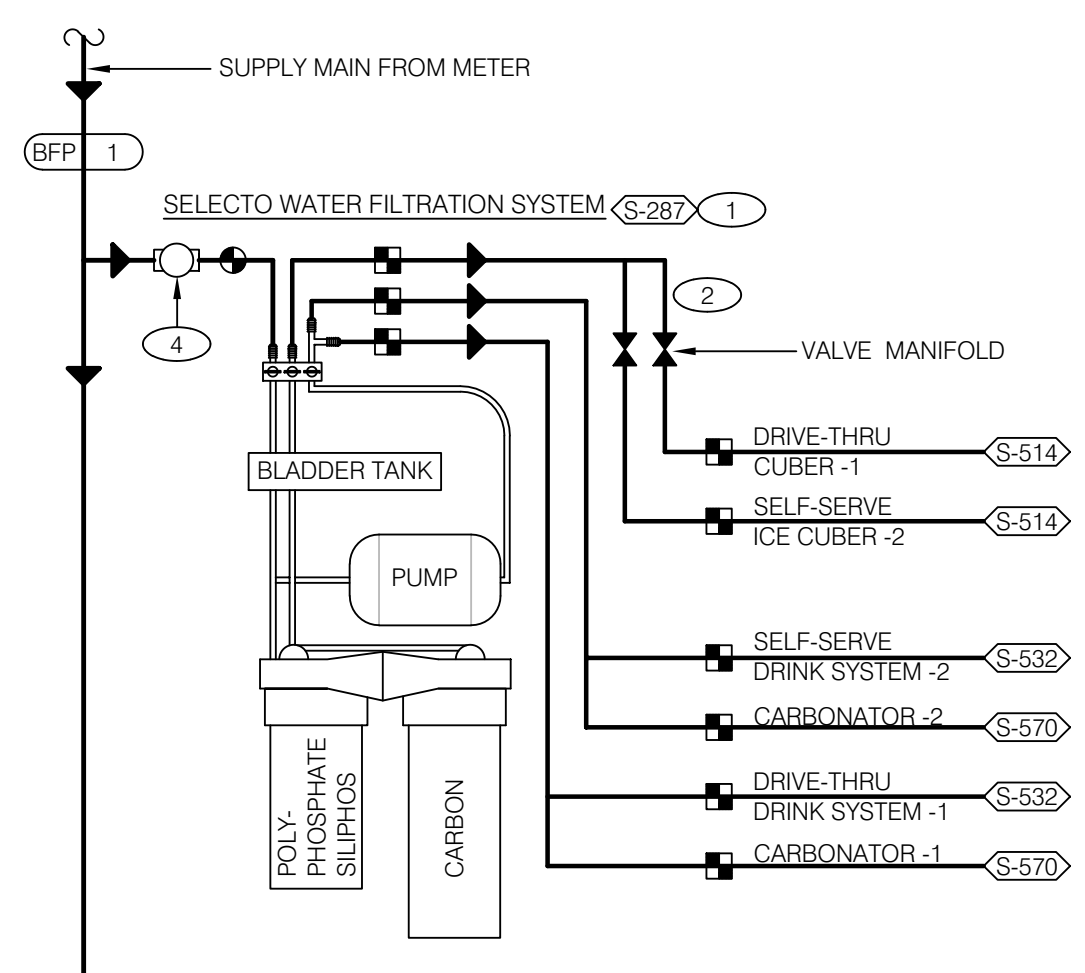 SUPPLY MAIN FROM METER
BFP 1
SELECTO WATER FILTRATION SYSTEM S-287 1
2
4
VALVE MANIFOLD
DRIVE-THRU
CUBER -1
S-514
BLADDER TANK
SELF-SERVE
ICE CUBER -2
S-514
PUMP
SELF-SERVE
DRINK SYSTEM -2
S-532
CARBONATOR -2
S-570
POLY-
PHOSPHATE
SILIPHOS
CARBON
DRIVE-THRU
DRINK SYSTEM -1
S-532
CARBONATOR -1
S-570